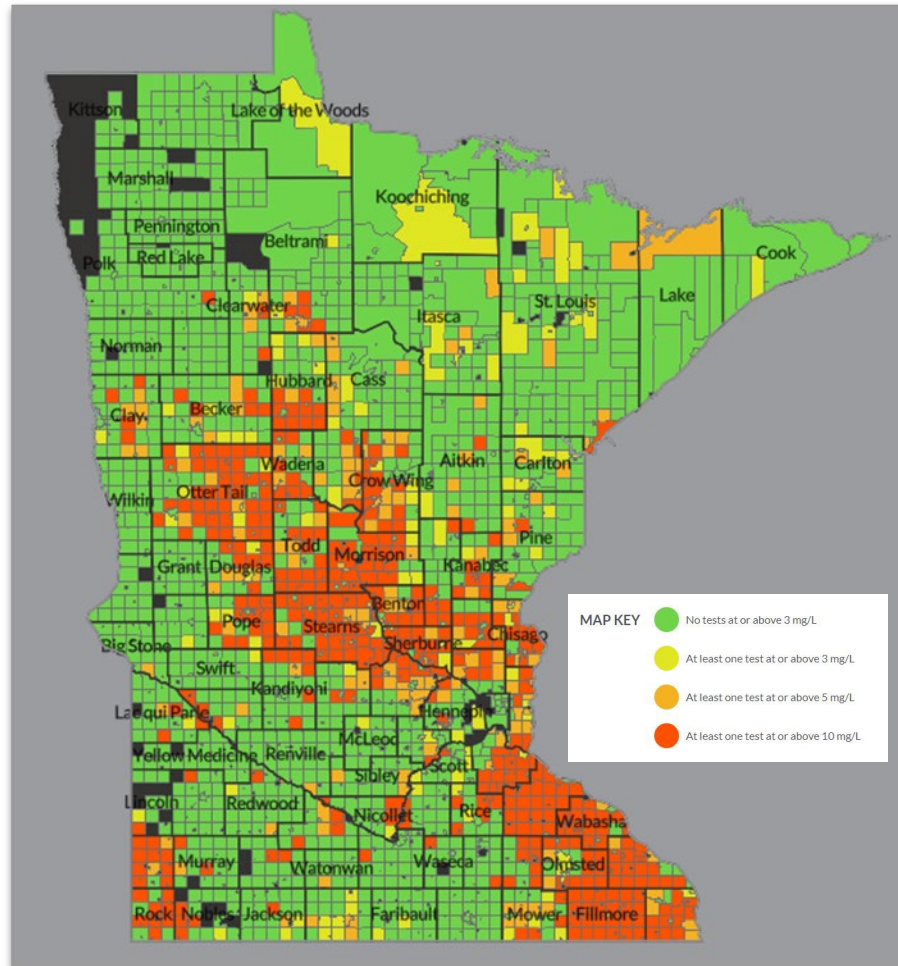 Kittson
Lake of the Woods
Marshall
Koochiching
Pennington
Beltrami
Red Lake
Polk
Cook
Clearwater
St. Louis
Lake
Itasca
Norman
Hubbard
Cass
Clay
Becker
Wadena
Aitkin
Carlton
Crow Wing
Otter Tail
Wilkin
Pine
Todd
Morrison
Grant
Douglas
Kanabec
Benton
Pope
Stearns
Sherburne
Chisago
Big Stone
Swift
Kandiyohi
Lac qui Parle
Hennepin
McLeod
Yellow Medicine
Renville
Scott
Sibley
Lincoln
Redwood
Nicollet
Rice
Wabasha
Murray
Watonwan
Waseca
Olmsted
Rock
Nobles
Jackson
Faribault
Mower
Fillmore
MAP KEY
No tests at or above 3 mg/L
At least one test at or above 3 mg/L
At least one test at or above 5 mg/L
At least one test at or above 10 mg/L